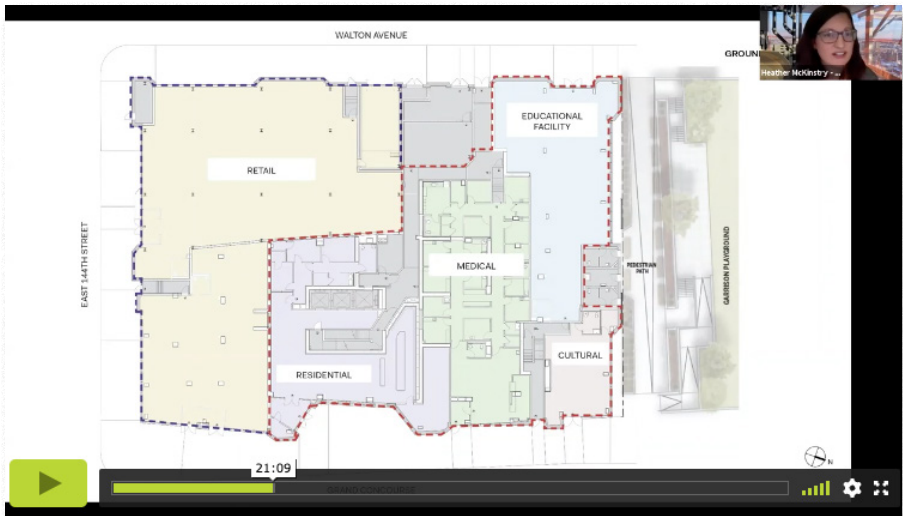 WALTON AVENUE
GROUN
Heather McKinstry - ...
EDUCATIONAL
FACILITY
RETAIL
EAST 144TH STREET
MEDICAL
PEDESTRIAN
PATH
GARRISON PLAYGROUND
CULTURAL
RESIDENTIAL
N
21:09
GRAND CONCOURSE